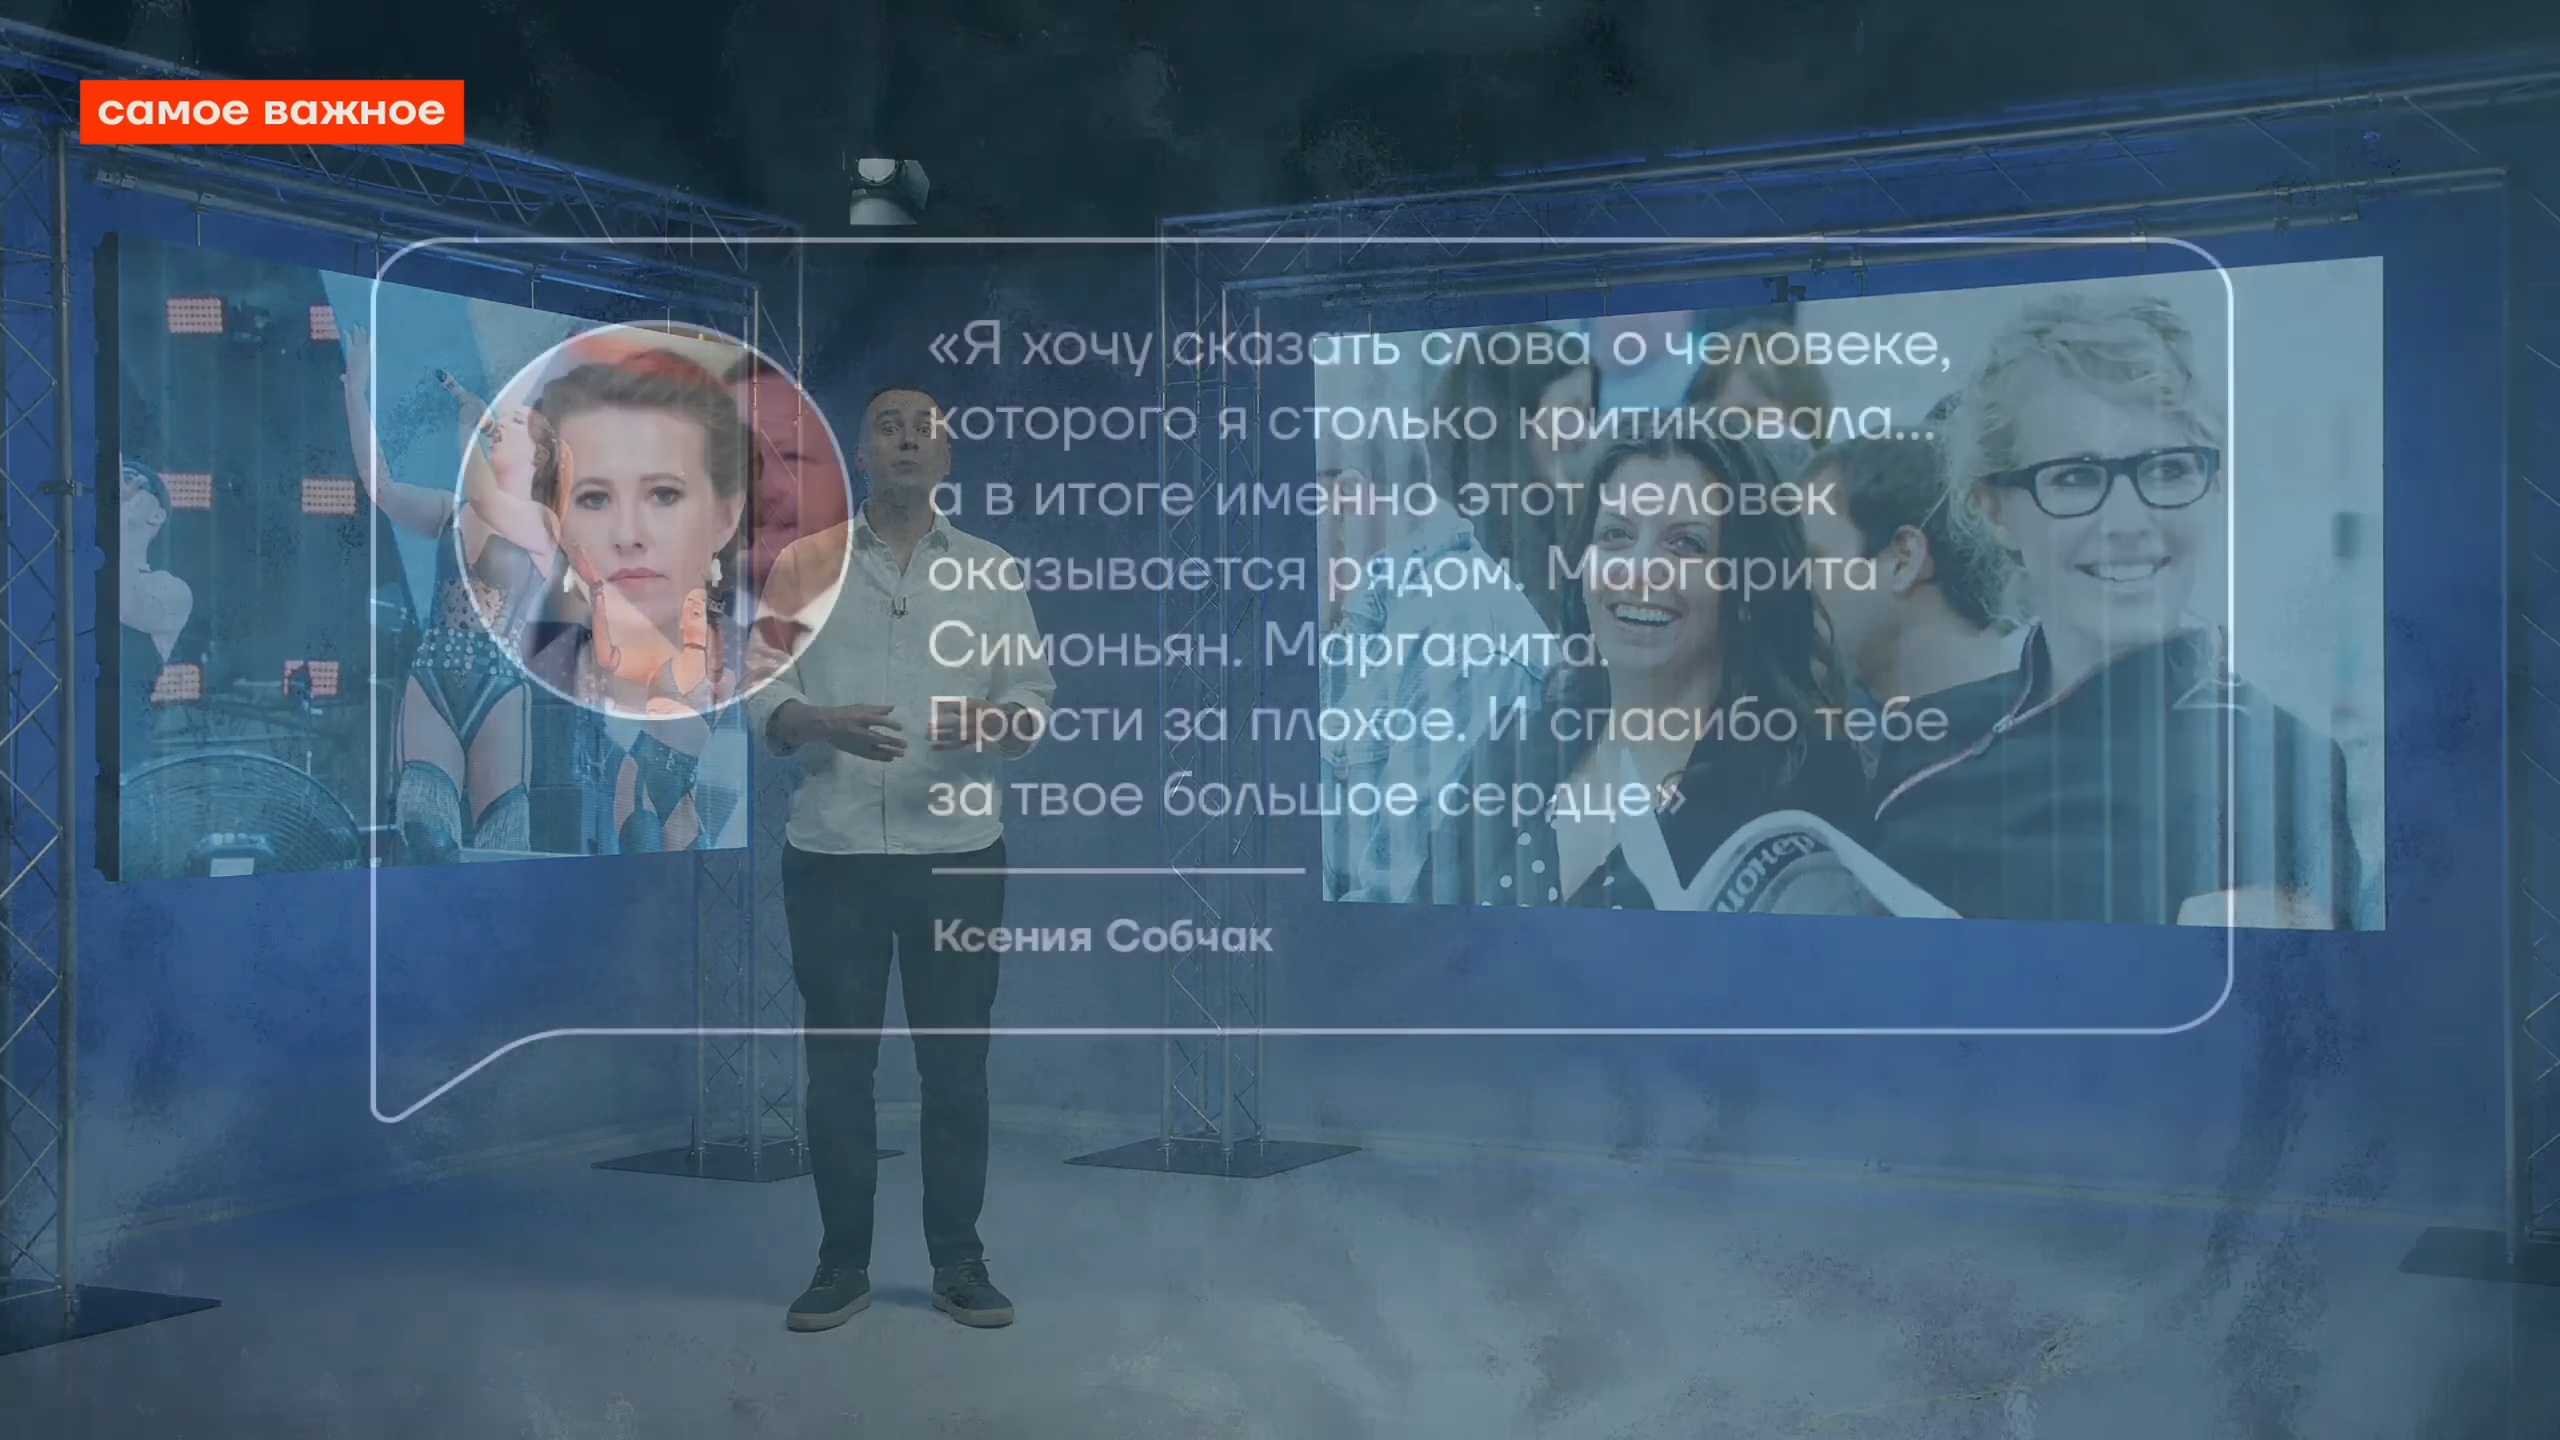 самое важное
«Я хочу сказать слова о человеке,
которого я столько критиковала...
а в итоге именно этот человек
оказывается рядом. Маргарита
Симоньян. Маргарита.
Прости за плохое. И спасибо тебе
за твое большое сердце»
Ксения Собчак
ионер